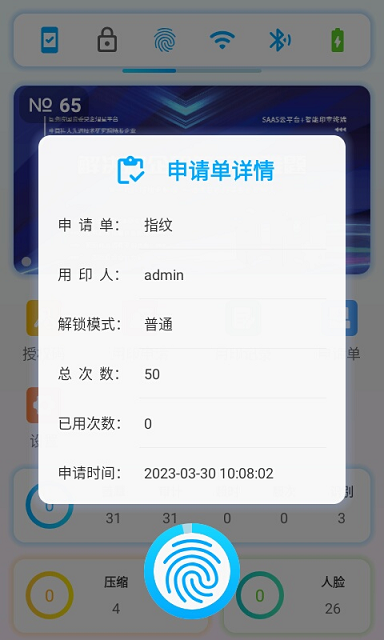 № 65
SAAS云平台+智能印章终端
申请单详情
申请单： 指纹
用印人： admin
解锁模式： 普通
总次数： 50
已用次数： 0
申请时间： 2023-03-30 10:08:02
授
单
设
别
0 31 31 0 0 3
0 压缩 4
0 人脸 26